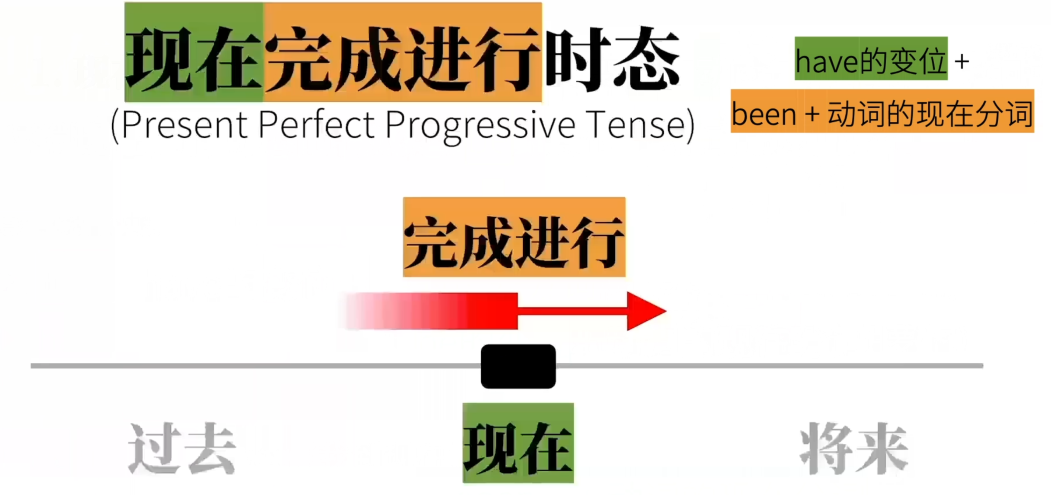 现在完成进行时态
(Present Perfect Progressive Tense)
have的变位 +
been + 动词的现在分词
完成进行
过去
现在
将来